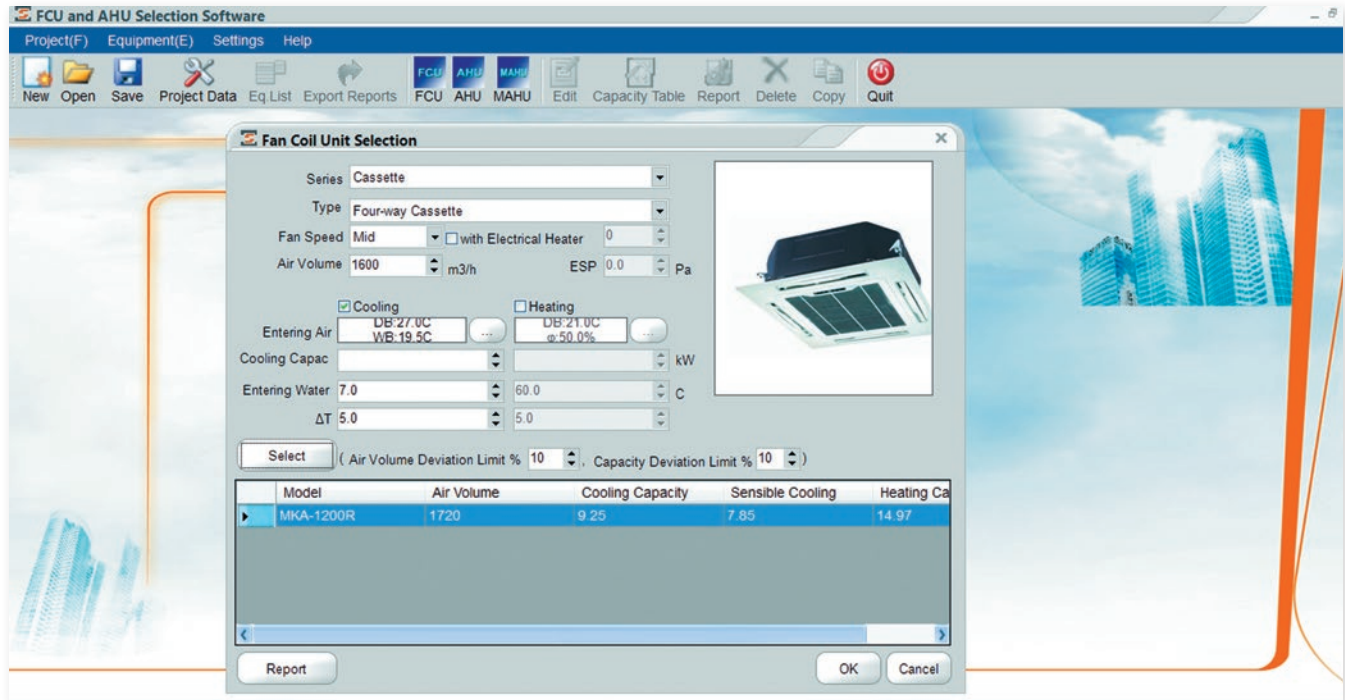 FCU and AHU Selection Software
Project(F) Equipment(E) Settings Help
FCU AHU MAHU
New Open Save Project Data Eq.List Export Reports FCU AHU MAHU Edit Capacity Table Report Delete Copy Quit
Fan Coil Unit Selection
Series Cassette
Type Four-way Cassette
Fan Speed Mid with Electrical Heater 0
Air Volume 1600 m3/h ESP 0.0 Pa
Cooling Heating
Entering Air DB:27.0C WB:19.5C ... DB:21.0C φ:50.0% ...
Cooling Capac kW
Entering Water 7.0 60.0 C
ΔT 5.0 5.0
Select ( Air Volume Deviation Limit % 10 , Capacity Deviation Limit % 10 )
Model Air Volume Cooling Capacity Sensible Cooling Heating Ca
MKA-1200R 1720 9.25 7.85 14.97
Report OK Cancel